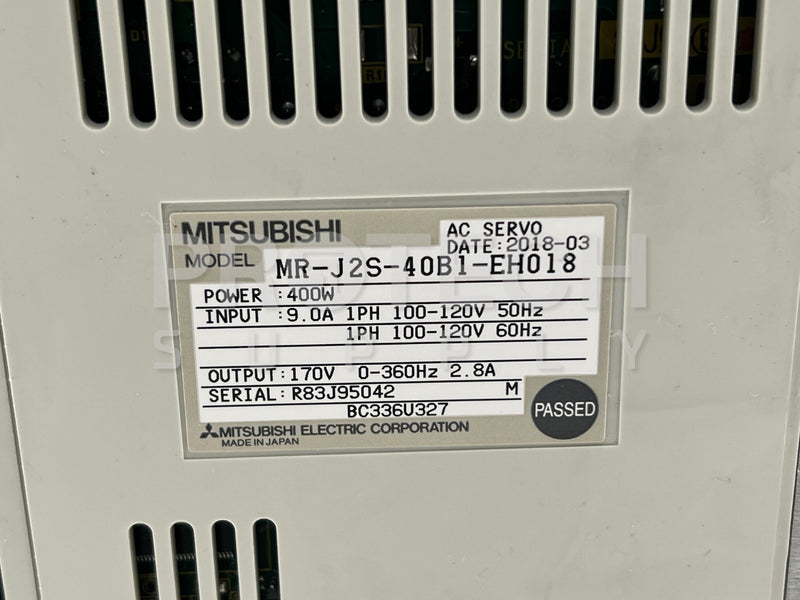 MITSUBISHI
AC SERVO
DATE:2018-03
MODEL MR-J2S-40B1-EH018
POWER :400W
INPUT :9.0A 1PH 100-120V 50Hz
1PH 100-120V 60Hz
OUTPUT:170V 0-360Hz 2.8A
SERIAL:R83J95042 M
BC336U327
PASSED
MITSUBISHI ELECTRIC CORPORATION
MADE IN JAPAN
SUPPLY